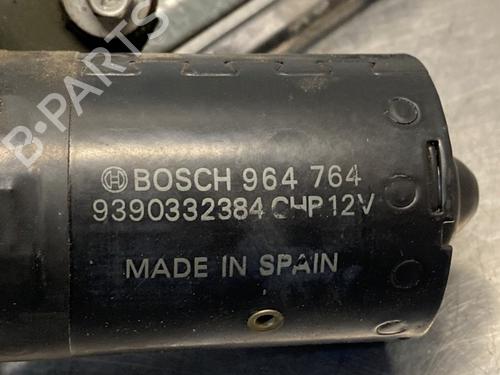 BOSCH 964 764
9390332384 CHP 12V
MADE IN SPAIN
B-PARTS